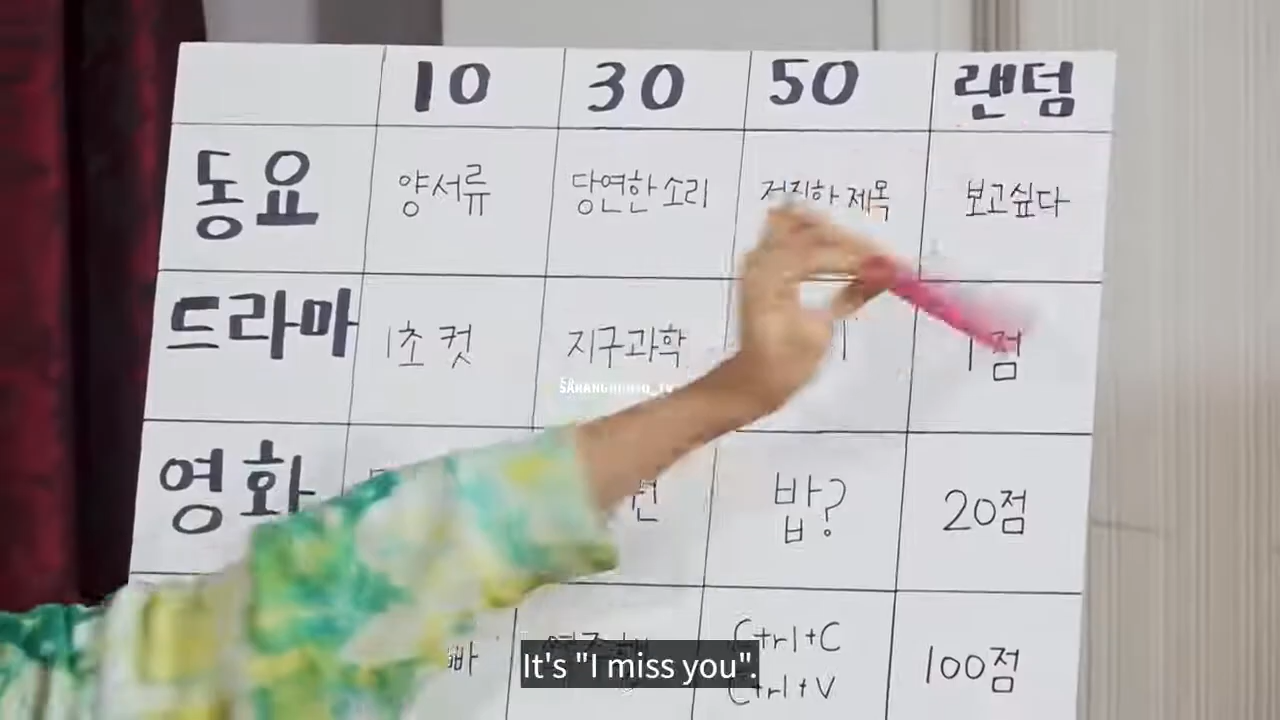 10 30 50 랜덤
동요 양서류 당연한 소리 제목 보고싶다
드라마 1초 컷 지구과학 1점
영화 밥? 20점
Ctrl+C
Ctrl+V 100점
It's "I miss you".